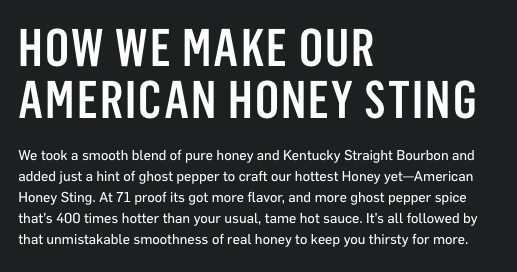 HOW WE MAKE OUR
AMERICAN HONEY STING
We took a smooth blend of pure honey and Kentucky Straight Bourbon and
added just a hint of ghost pepper to craft our hottest Honey yet—American
Honey Sting. At 71 proof its got more flavor, and more ghost pepper spice
that's 400 times hotter than your usual, tame hot sauce. It's all followed by
that unmistakable smoothness of real honey to keep you thirsty for more.